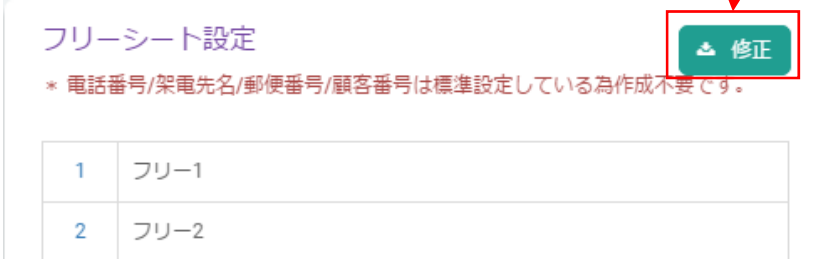 フリーシート設定
修正
* 電話番号/架電先名/郵便番号/顧客番号は標準設定している為作成不要です。
1 フリー1
2 フリー2